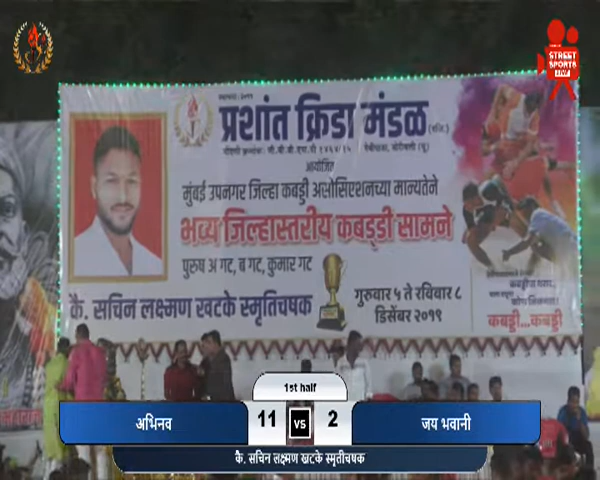 STREET
SPORTS
LIVE
प्रशांत क्रिडा मंडळ (रजि.)
आयोजित
मुंबई उपनगर जिल्हा कबड्डी असोसिएशनच्या मान्यतेने
भव्य जिल्हास्तरीय कबड्डी सामने
पुरुष अ गट, ब गट, कुमार गट
कै. सचिन लक्ष्मण खटके स्मृतिचषक
गुरुवार ५ ते रविवार ८
डिसेंबर २०१९
कबड्डी...कबड्डी
1st half
अभिनव 11 VS 2 जय भवानी
कै. सचिन लक्ष्मण खटके स्मृतीचषक